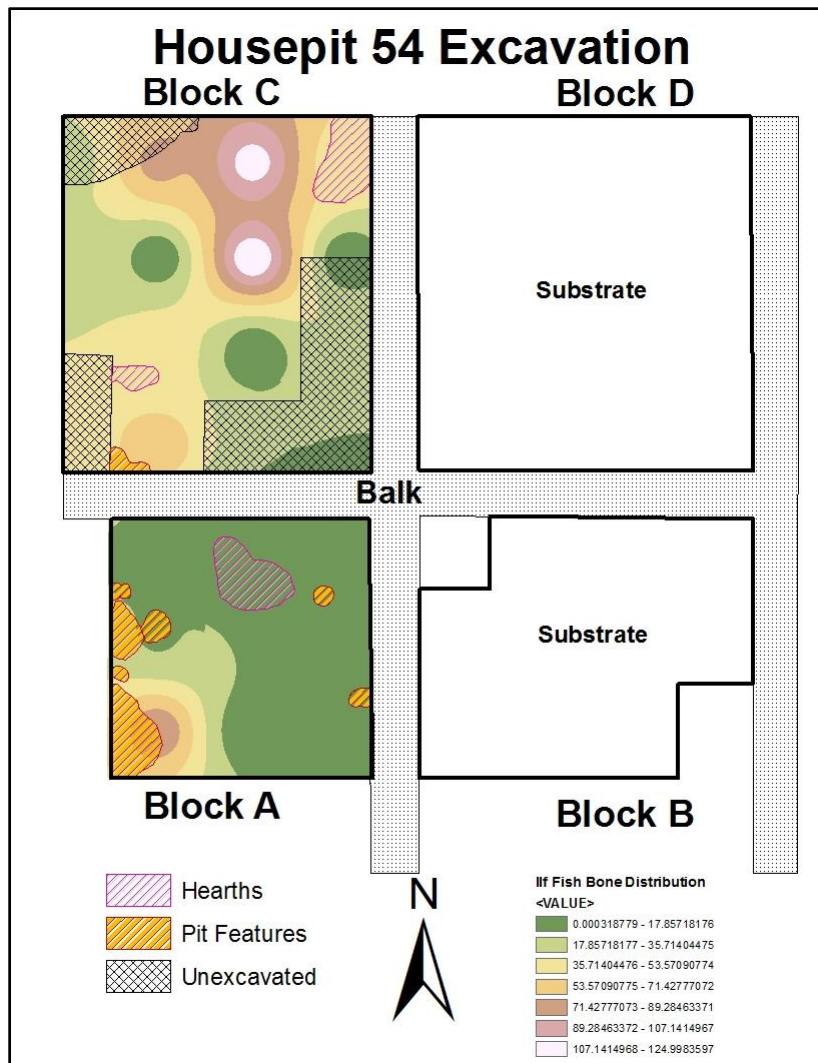 Housepit 54 Excavation
Block C
Block D
Substrate
Balk
Substrate
Block A
Block B
Hearths
Pit Features
Unexcavated
N
IIf Fish Bone Distribution
<VALUE>
0.000318779 - 17.85718176
17.85718177 - 35.71404475
35.71404476 - 53.57090774
53.57090775 - 71.42777072
71.42777073 - 89.28463371
89.28463372 - 107.1414967
107.1414968 - 124.9983597